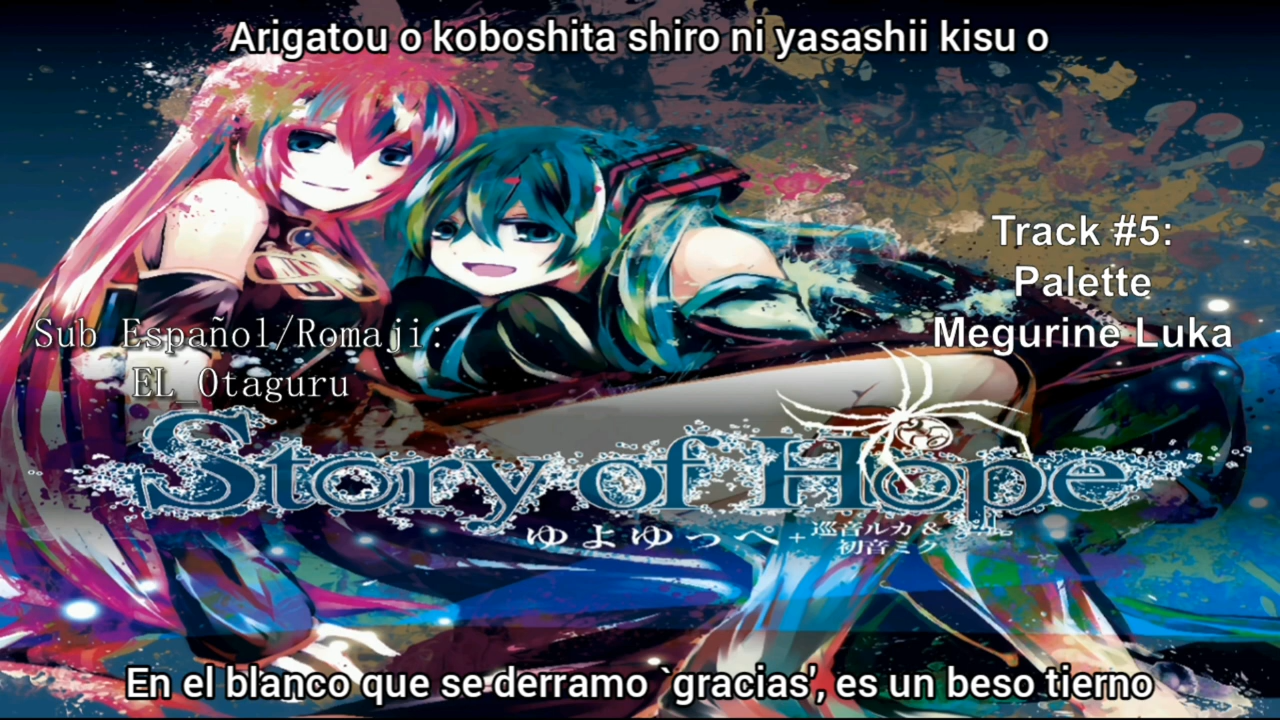 Arigatou o koboshita shiro ni yasashii kisu o
Track #5:
Palette
Megurine Luka
Sub Español/Romaji:
EL_Otaguru
Story of Hope
ゆよゆっぺ+巡音ルカ &
初音ミク
En el blanco que se derramo `gracias', es un beso tierno